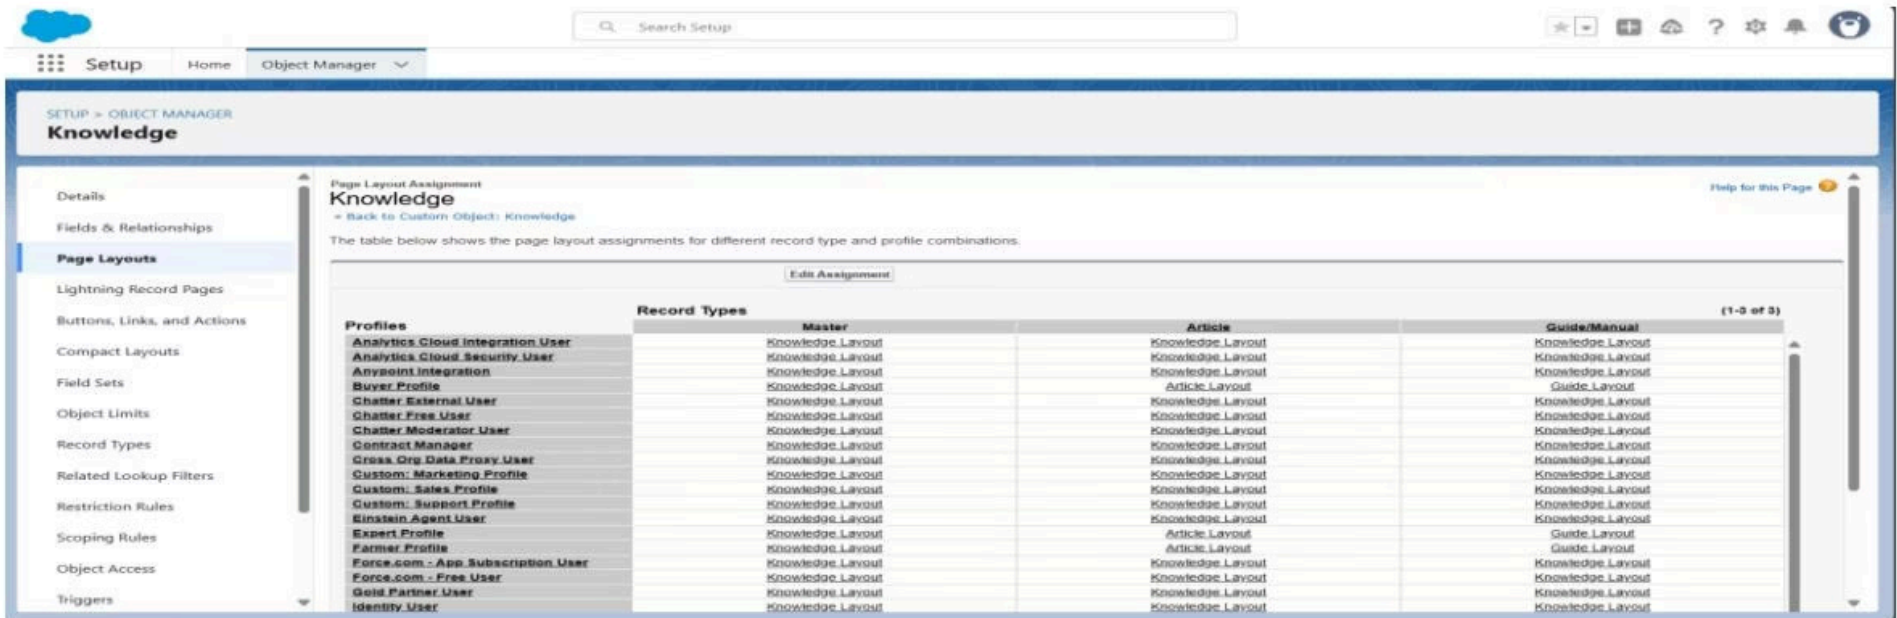 Search Setup
Setup Home Object Manager
SETUP > OBJECT MANAGER
Knowledge
Details
Fields & Relationships
Page Layouts
Lightning Record Pages
Buttons, Links, and Actions
Compact Layouts
Field Sets
Object Limits
Record Types
Related Lookup Filters
Restriction Rules
Scoping Rules
Object Access
Triggers
Page Layout Assignment
Knowledge
Help for this Page
« Back to Custom Object: Knowledge
The table below shows the page layout assignments for different record type and profile combinations.
Edit Assignment
Record Types (1-3 of 3)
Profiles Master Article Guide/Manual
Analytics Cloud Integration User Knowledge Layout Knowledge Layout Knowledge Layout
Analytics Cloud Security User Knowledge Layout Knowledge Layout Knowledge Layout
Anypoint Integration Knowledge Layout Knowledge Layout Knowledge Layout
Buyer Profile Knowledge Layout Article Layout Guide Layout
Chatter External User Knowledge Layout Knowledge Layout Knowledge Layout
Chatter Free User Knowledge Layout Knowledge Layout Knowledge Layout
Chatter Moderator User Knowledge Layout Knowledge Layout Knowledge Layout
Contract Manager Knowledge Layout Knowledge Layout Knowledge Layout
Cross Org Data Proxy User Knowledge Layout Knowledge Layout Knowledge Layout
Custom: Marketing Profile Knowledge Layout Knowledge Layout Knowledge Layout
Custom: Sales Profile Knowledge Layout Knowledge Layout Knowledge Layout
Custom: Support Profile Knowledge Layout Knowledge Layout Knowledge Layout
Einstein Agent User Knowledge Layout Knowledge Layout Knowledge Layout
Expert Profile Knowledge Layout Article Layout Guide Layout
Farmer Profile Knowledge Layout Article Layout Guide Layout
Force.com - App Subscription User Knowledge Layout Knowledge Layout Knowledge Layout
Force.com - Free User Knowledge Layout Knowledge Layout Knowledge Layout
Gold Partner User Knowledge Layout Knowledge Layout Knowledge Layout
Identity User Knowledge Layout Knowledge Layout Knowledge Layout